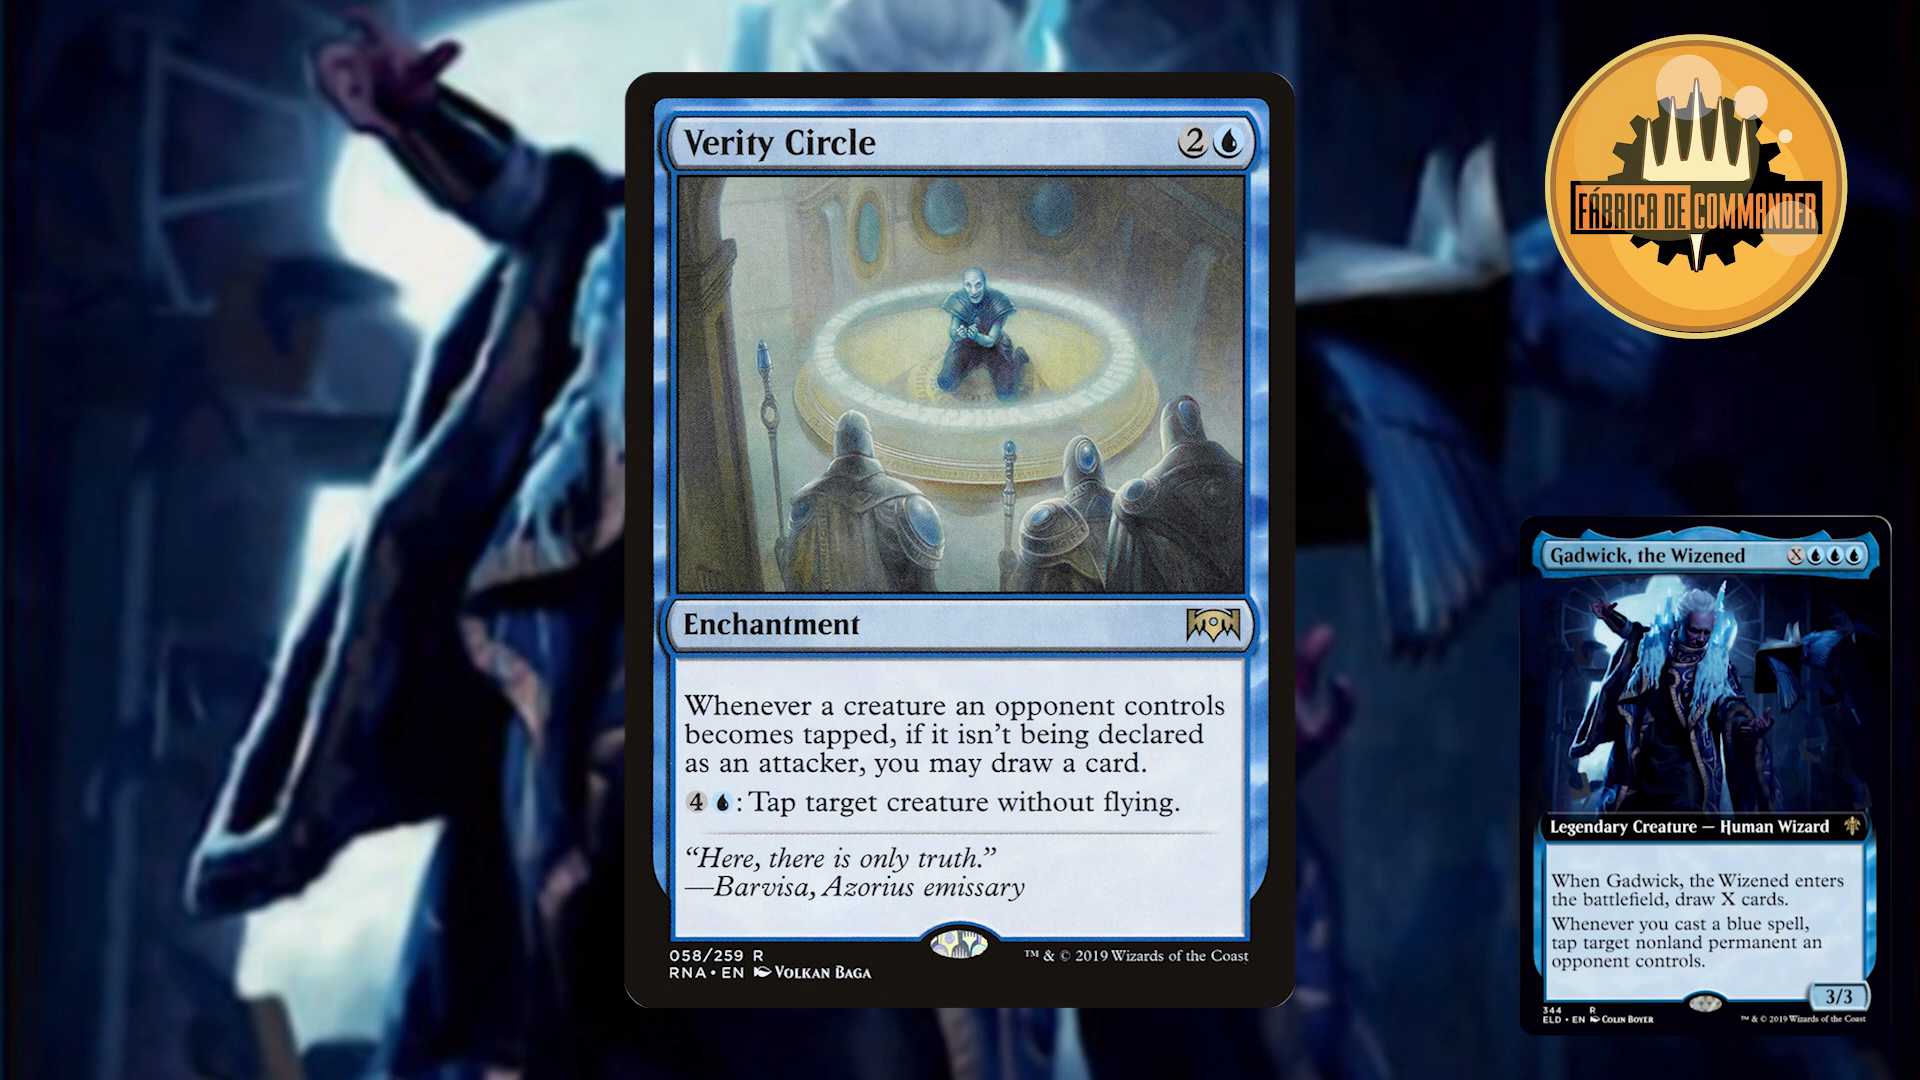 Verity Circle 2
Enchantment
Whenever a creature an opponent controls
becomes tapped, if it isn't being declared
as an attacker, you may draw a card.
4 : Tap target creature without flying.
“Here, there is only truth.”
—Barvisa, Azorius emissary
058/259 R
RNA • EN VOLKAN BAGA
™ & © 2019 Wizards of the Coast
FÁBRICA DE COMMANDER
Gadwick, the Wizened X
Legendary Creature — Human Wizard
When Gadwick, the Wizened enters
the battlefield, draw X cards.
Whenever you cast a blue spell,
tap target nonland permanent an
opponent controls.
3/3
344 R
ELD • EN COLIN BOYER
™ & © 2019 Wizards of the Coast